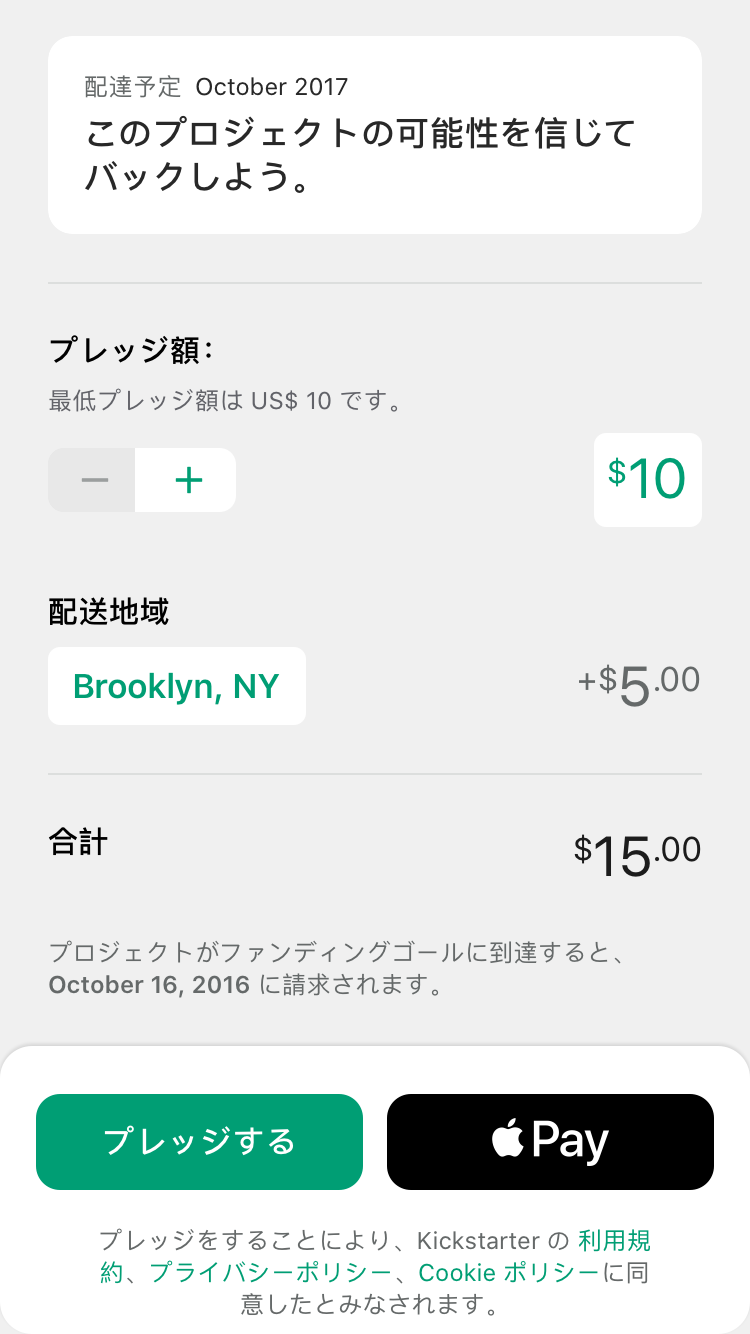 配達予定 October 2017
このプロジェクトの可能性を信じて
バックしよう。
プレッジ額：
最低プレッジ額は US$ 10 です。
− +
$10
配送地域
Brooklyn, NY
+$5.00
合計
$15.00
プロジェクトがファンディングゴールに到達すると、
October 16, 2016 に請求されます。
プレッジする
Pay
プレッジをすることにより、Kickstarter の 利用規
約、プライバシーポリシー、Cookie ポリシーに同
意したとみなされます。